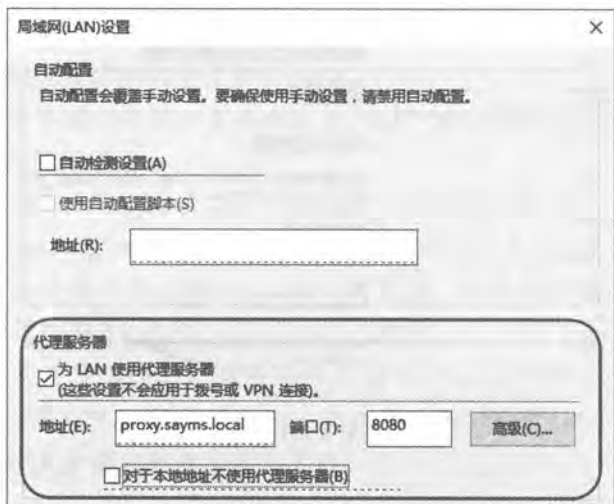 局域网(LAN)设置
自动配置
自动配置会覆盖手动设置。要确保使用手动设置，请禁用自动配置。
自动检测设置(A)
使用自动配置脚本(S)
地址(R):
代理服务器
为 LAN 使用代理服务器
(这些设置不会应用于拨号或 VPN 连接)。
地址(E): proxy.sayms.local 端口(T): 8080 高级(C)...
对于本地地址不使用代理服务器(B)